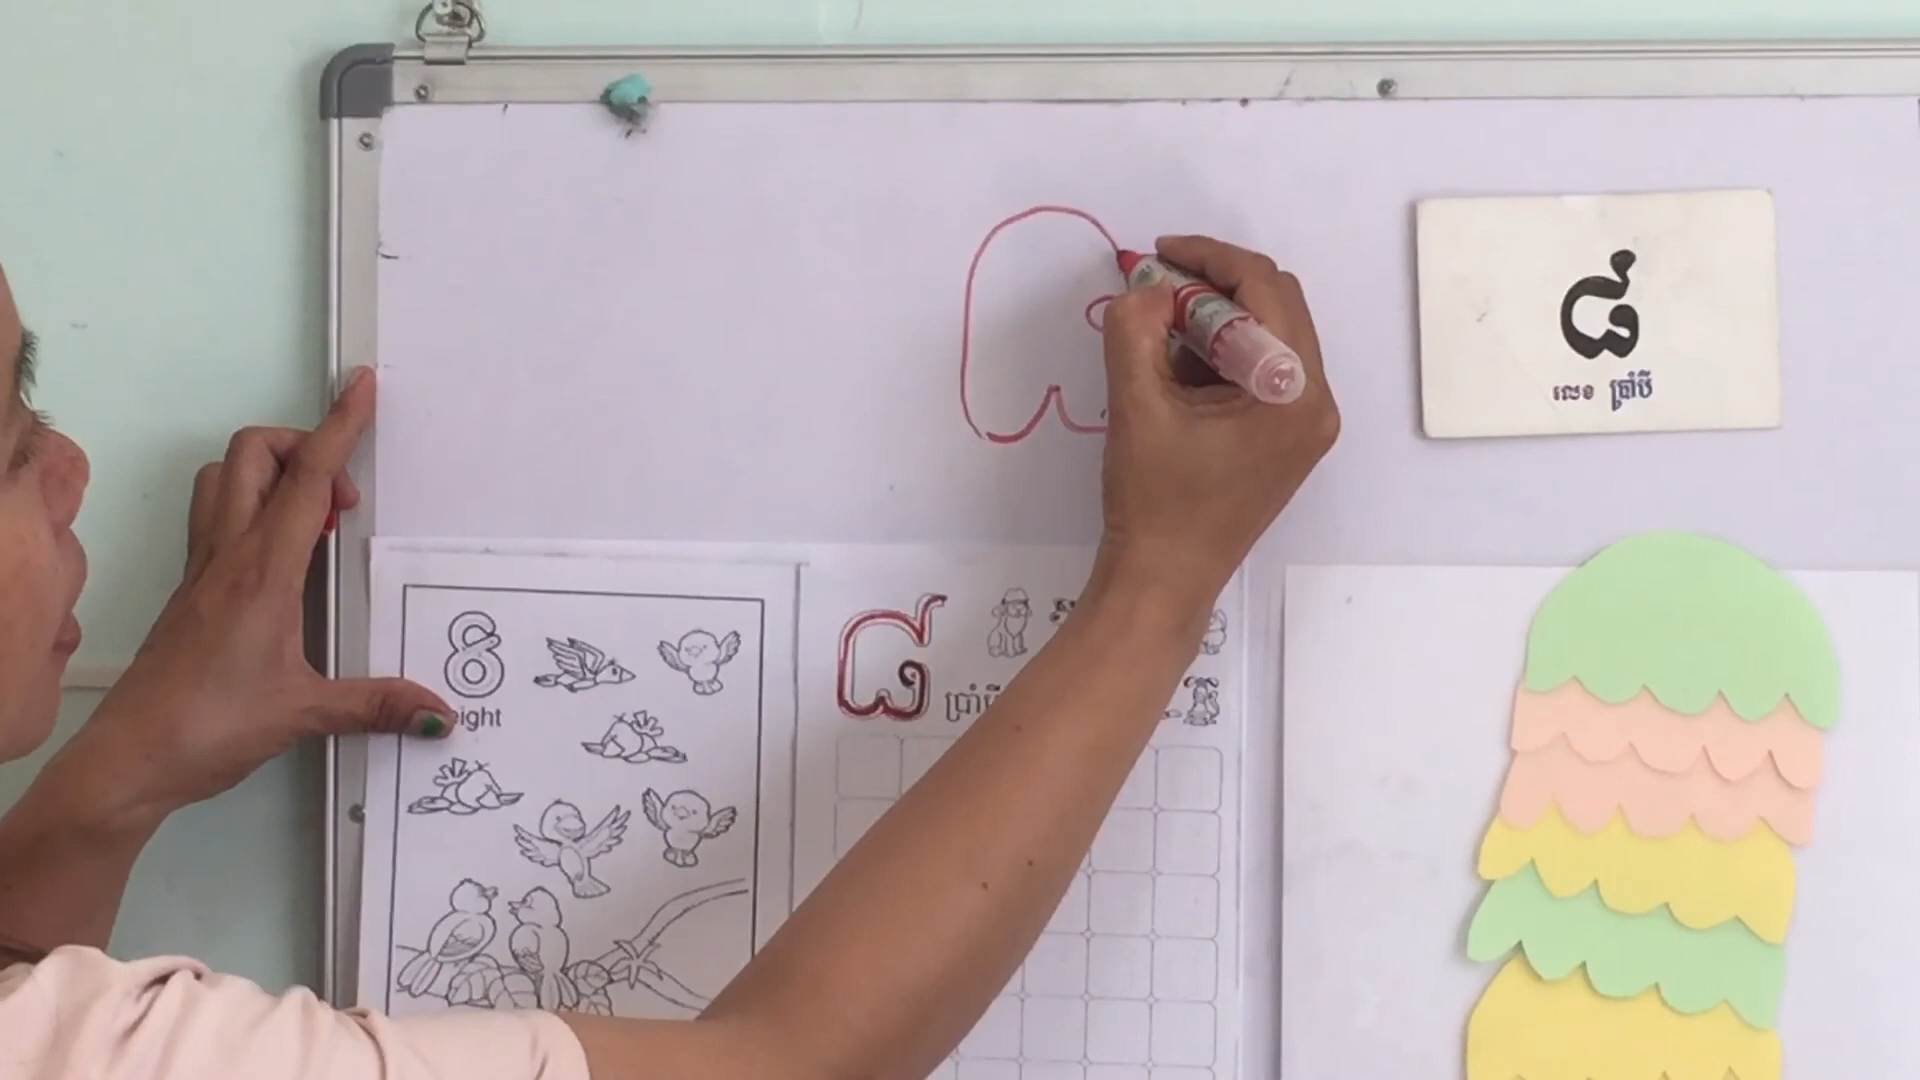 ៨
លេខ ប្រាំបី
8
eight
៨
ប្រាំបី